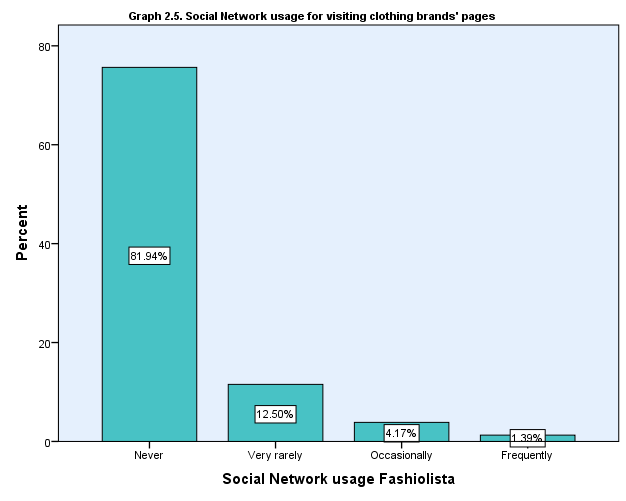 Graph 2.5. Social Network usage for visiting clothing brands' pages
Percent
80
60
40
20
0
81.94%
12.50%
4.17%
1.39%
Never
Very rarely
Occasionally
Frequently
Social Network usage Fashiolista